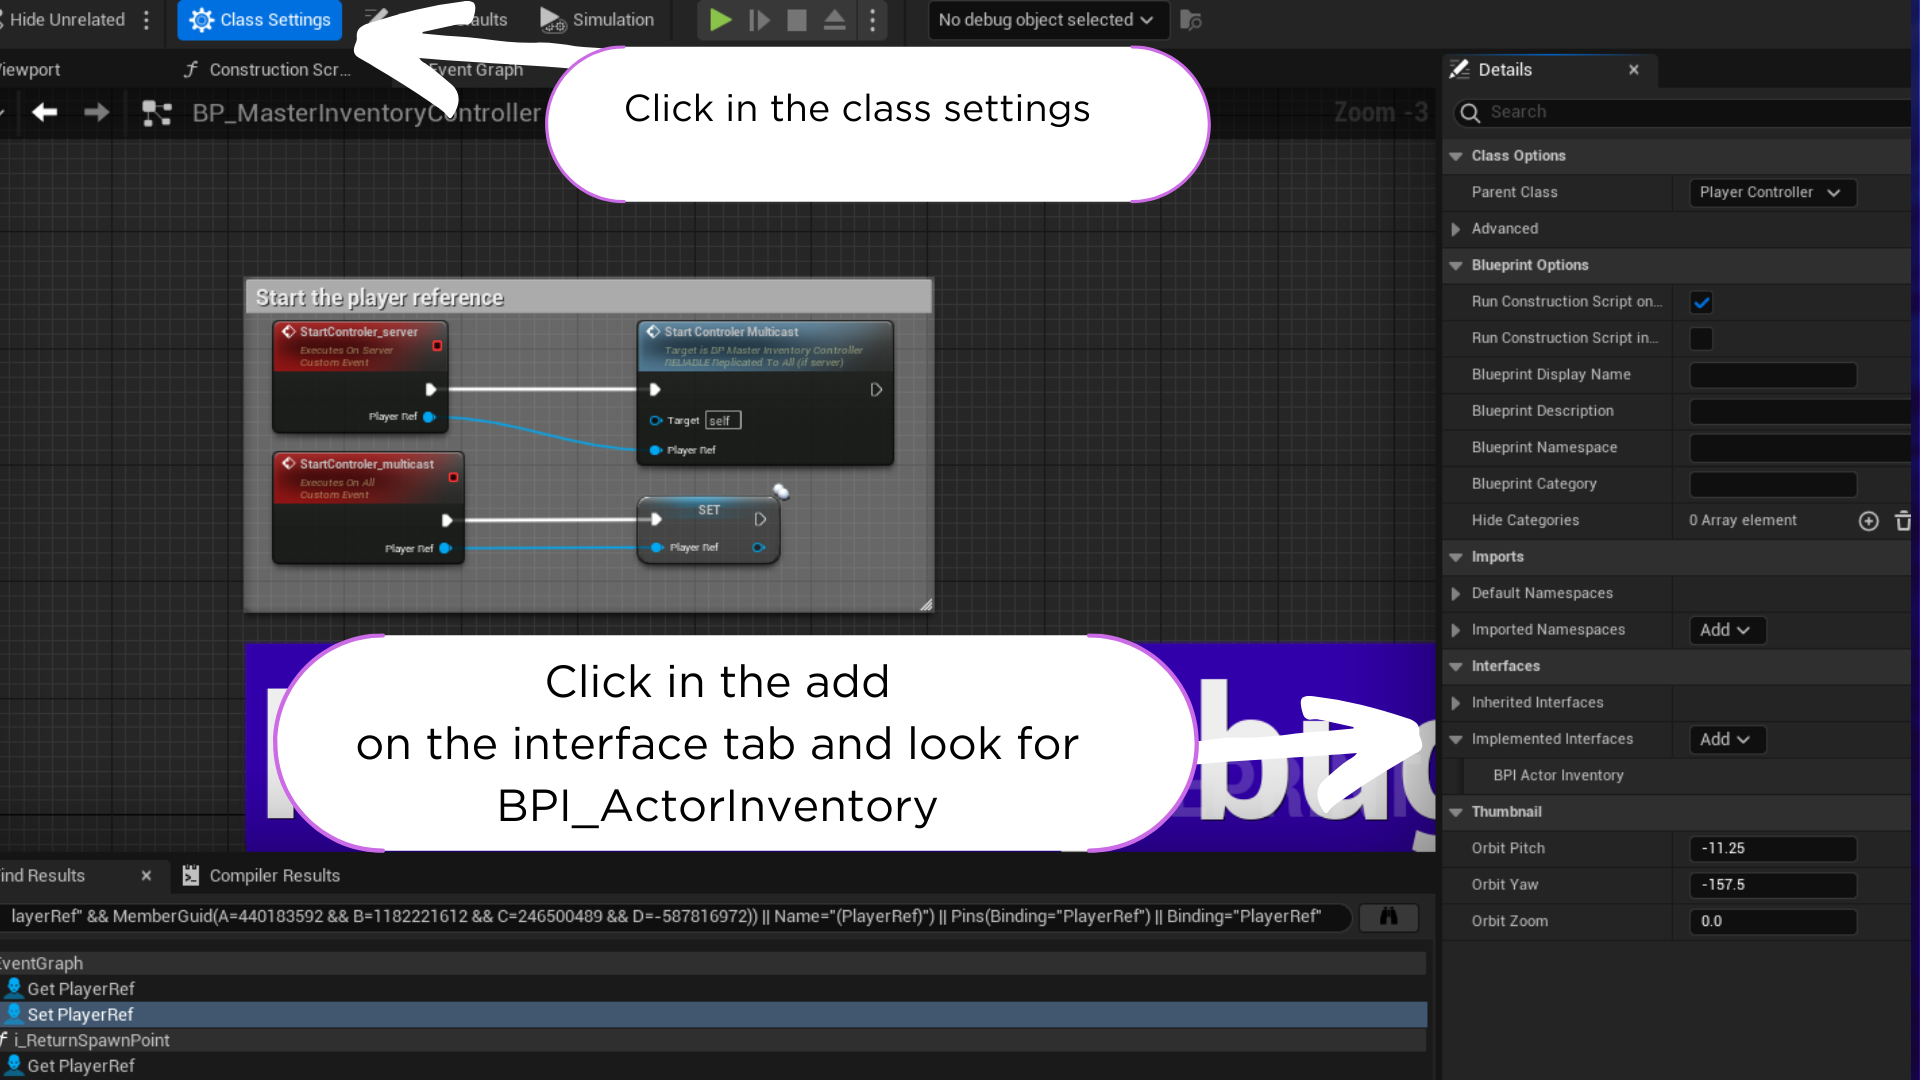 Hide Unrelated
Class Settings
aults
Simulation
No debug object selected
iewport
Construction Scr...
Event Graph
Details
BP_MasterInventoryController
Zoom -3
Search
Click in the class settings
Class Options
Parent Class
Player Controller
Advanced
Blueprint Options
Run Construction Script on...
Run Construction Script in...
Blueprint Display Name
Blueprint Description
Blueprint Namespace
Blueprint Category
Hide Categories
0 Array element
Imports
Default Namespaces
Imported Namespaces
Add
Interfaces
Inherited Interfaces
Implemented Interfaces
Add
BPI Actor Inventory
Thumbnail
Orbit Pitch
-11.25
Orbit Yaw
-157.5
Orbit Zoom
0.0
Start the player reference
StartControler_server
Executes On Server
Custom Event
Player Ref
Start Controler Multicast
Target is BP Master Inventory Controller
RELIABLE Replicated To All (if server)
Target
self
Player Ref
StartControler_multicast
Executes On All
Custom Event
Player Ref
SET
Player Ref
Click in the add
on the interface tab and look for
BPI_ActorInventory
bug
ind Results
Compiler Results
layerRef" && MemberGuid(A=440183592 && B=1182221612 && C=246500489 && D=-587816972)) || Name="(PlayerRef)") || Pins(Binding="PlayerRef") || Binding="PlayerRef"
EventGraph
Get PlayerRef
Set PlayerRef
i_ReturnSpawnPoint
Get PlayerRef